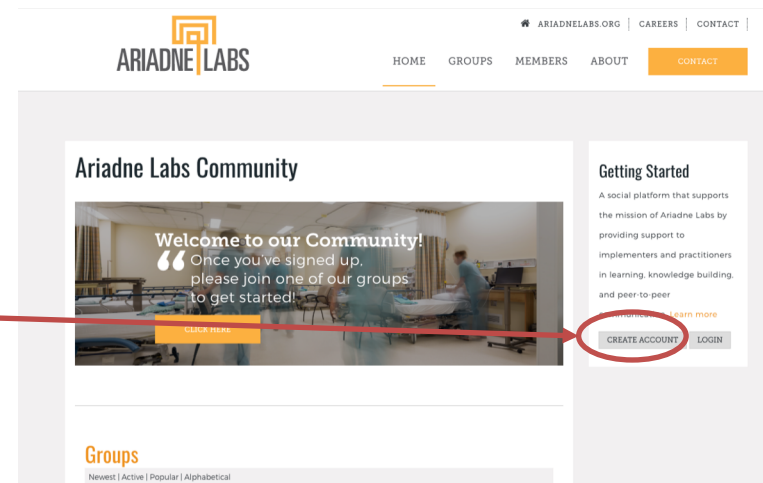 ARIADNE LABS
ARIADNELABS.ORG CAREERS CONTACT
HOME GROUPS MEMBERS ABOUT CONTACT
Ariadne Labs Community
Welcome to our Community!
“ Once you've signed up,
please join one of our groups
to get started!
CLICK HERE
Getting Started
A social platform that supports
the mission of Ariadne Labs by
providing support to
implementers and practitioners
in learning, knowledge building,
and peer-to-peer
Learn more
CREATE ACCOUNT LOGIN
Groups
Newest | Active | Popular | Alphabetical